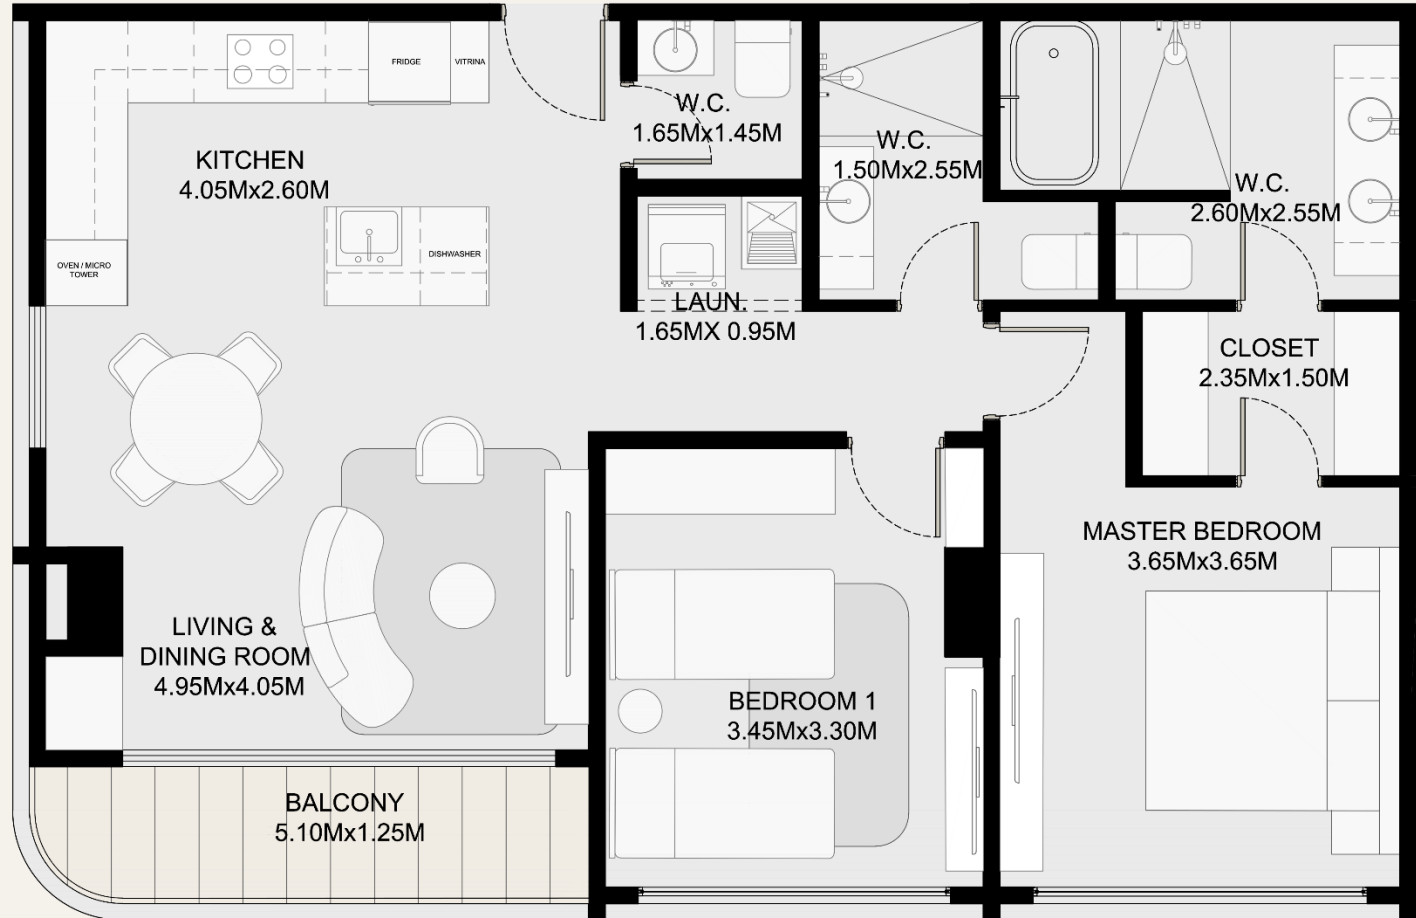 FRIDGE
VITRINA
W.C.
1.65Mx1.45M
W.C.
1.50Mx2.55M
KITCHEN
4.05Mx2.60M
W.C.
2.60Mx2.55M
DISHWASHER
OVEN / MICRO
TOWER
LAUN.
1.65MX 0.95M
CLOSET
2.35Mx1.50M
MASTER BEDROOM
3.65Mx3.65M
LIVING &
DINING ROOM
4.95Mx4.05M
BEDROOM 1
3.45Mx3.30M
BALCONY
5.10Mx1.25M